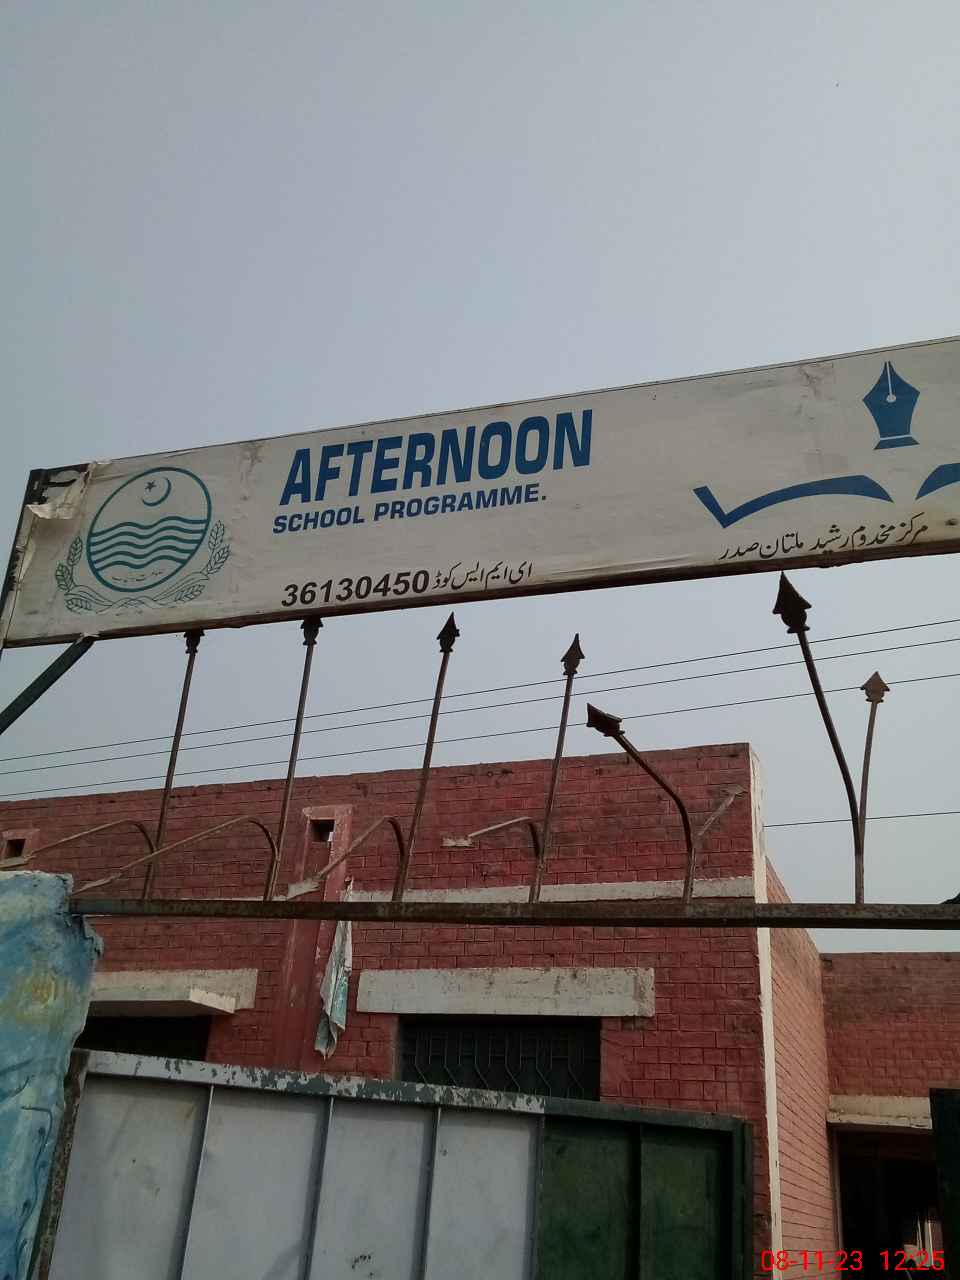 AFTERNOON
SCHOOL PROGRAMME.
ای ایم ایس کوڈ 36130450
مرکز مخدوم رشید ملتان صدر
08-11-23 12:25